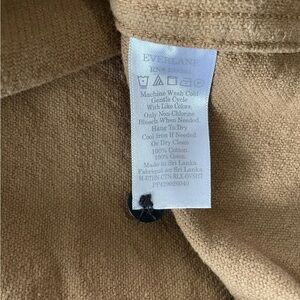 EVERLANE
RN#
Machine Wash Cold
Gentle Cycle
With Like Colors.
Only Non-Chlorine
Bleach When Needed.
Hang To Dry
Cool Iron If Needed
Or Dry Clean
100% Cotton.
100% Coton.
Made in Sri Lanka
Fabriqué au Sri Lanka